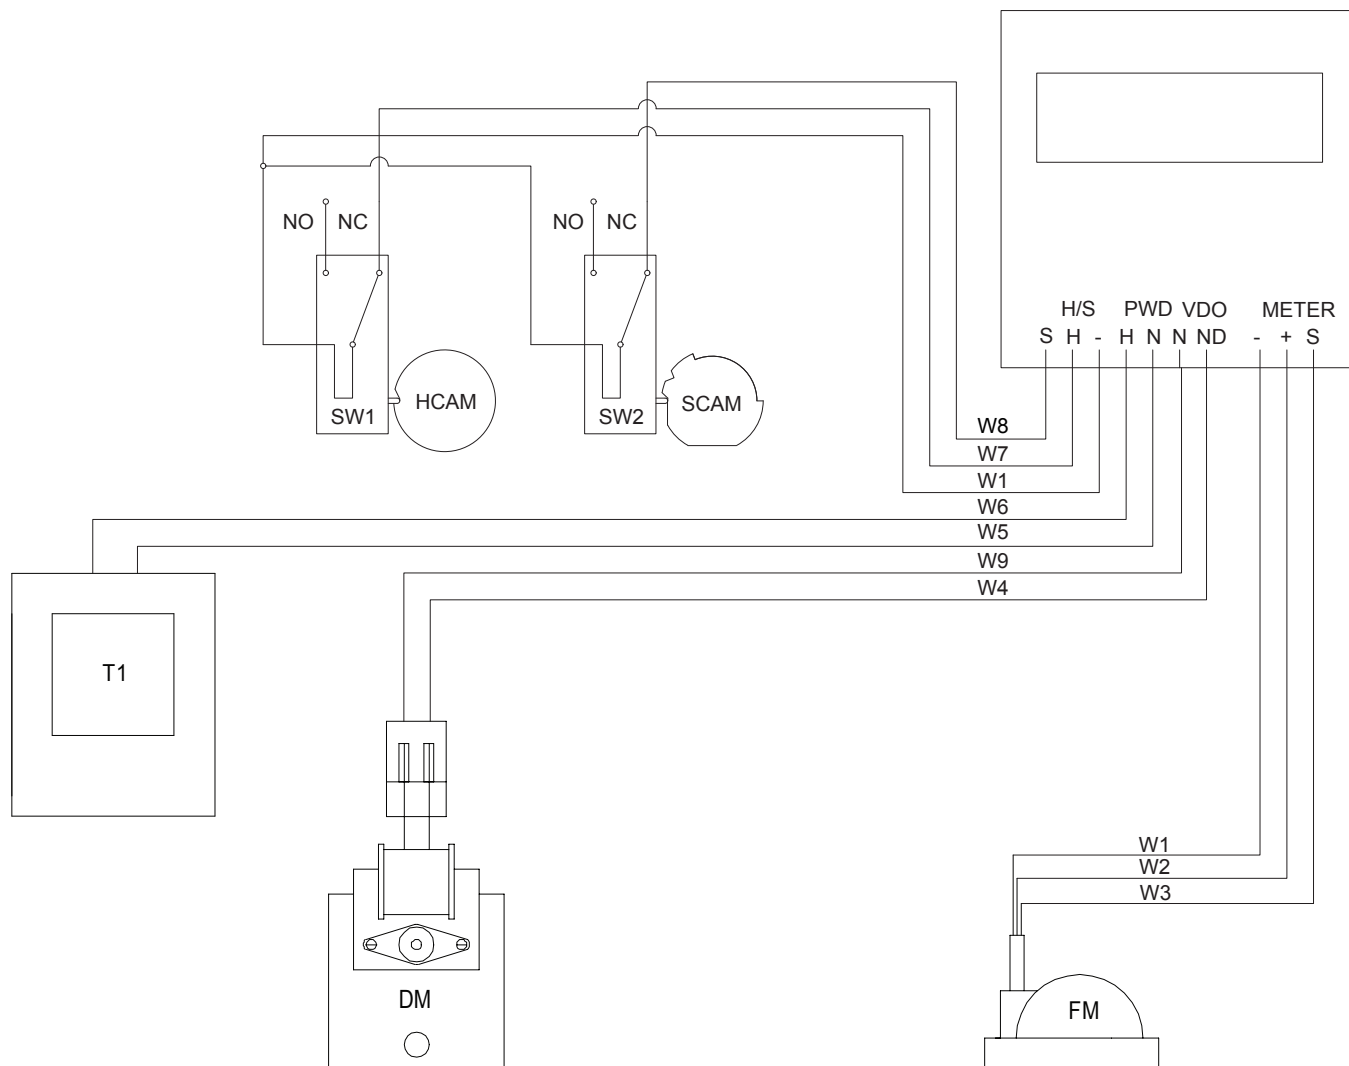 NO NC
NO NC
H/S PWD VDO METER
S H - H N N ND - + S
SW1
HCAM
SW2
SCAM
W8
W7
W1
W6
W5
W9
W4
T1
W1
W2
W3
DM
FM